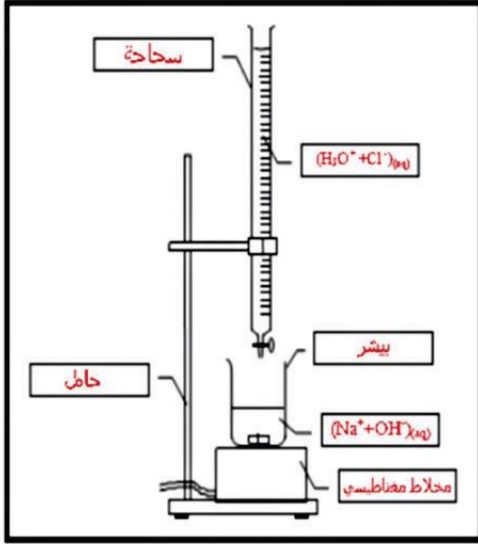 سحاحة
(H₃O⁺+Cl⁻)(aq)
بيشر
حامل
(Na⁺+OH⁻)(aq)
مخلاط مغناطيسي